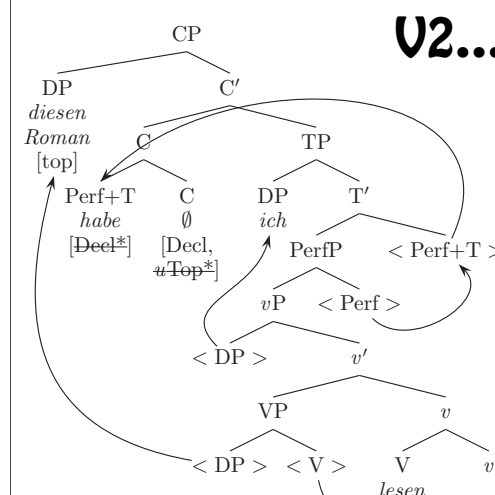 V2...
CP
DP C′
diesen
Roman
[top]
C TP
Perf+T C DP T′
habe ∅ ich
[Decl*] [Decl,
uTop*]
PerfP < Perf+T >
vP < Perf >
< DP > v′
VP v
< DP > < V > V v
lesen